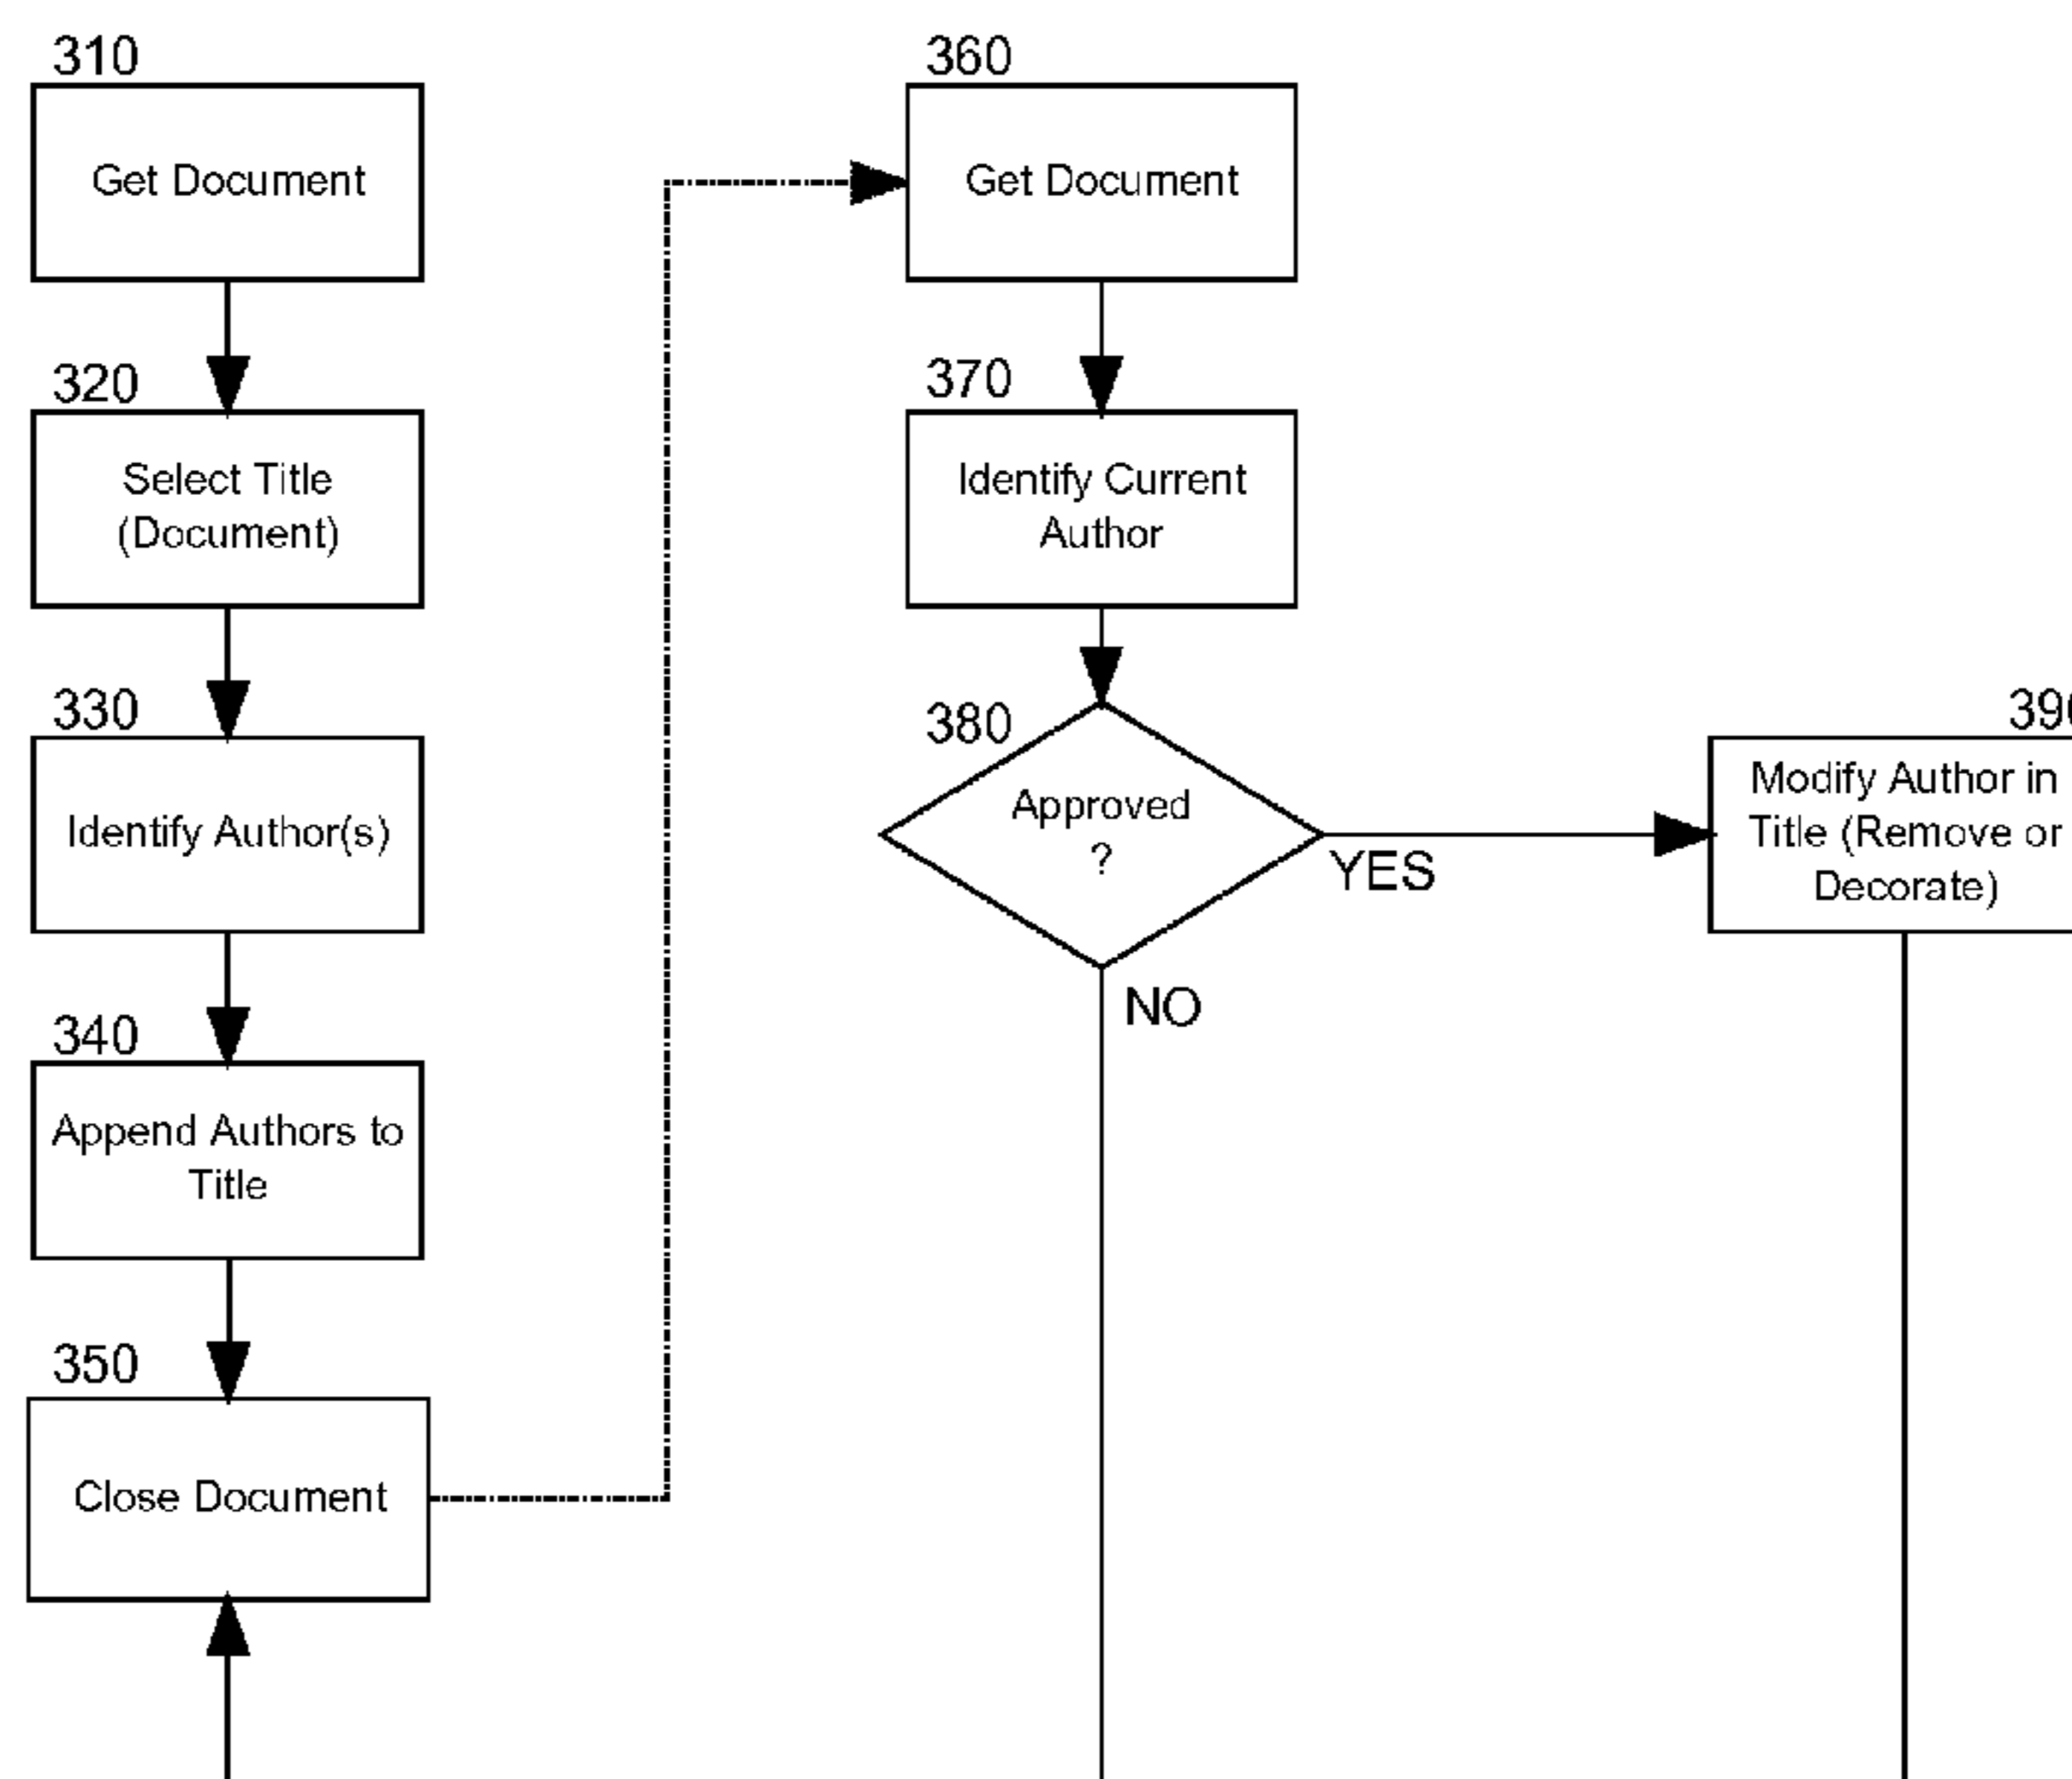 310
Get Document
320
Select Title
(Document)
330
Identify Author(s)
340
Append Authors to
Title
350
Close Document
360
Get Document
370
Identify Current
Author
380
Approved
?
YES
NO
390
Modify Author in
Title (Remove or
Decorate)